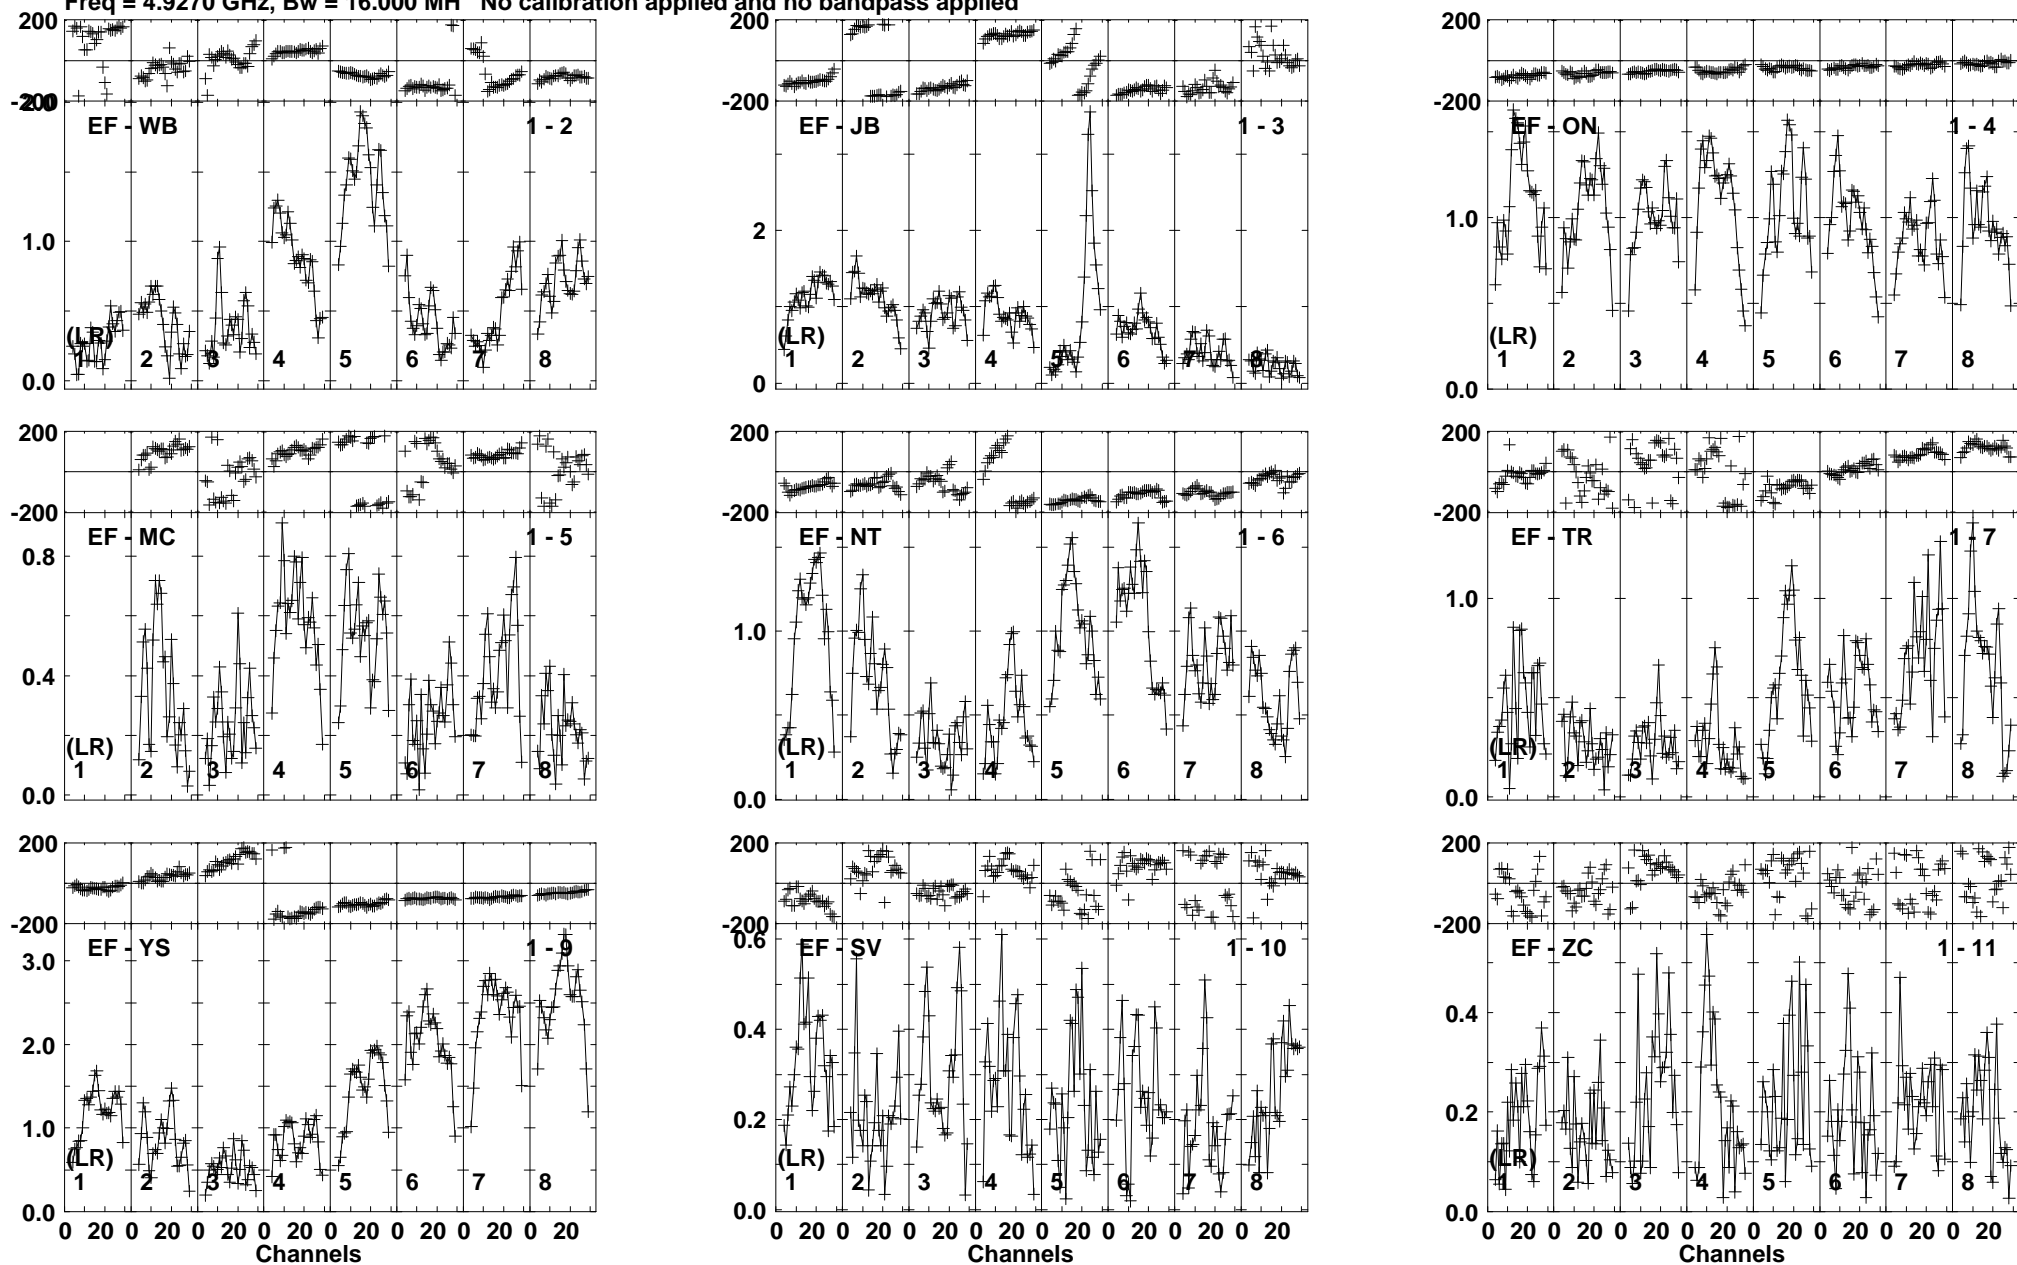 Freq = 4.9270 GHz, Bw = 16.000 MH No calibration applied and no bandpass applied
200 200 200
-200 -200 -200
2.0
EF - WB 1 - 2 EF - JB 1 - 3 EF - ON 1 - 4
1.0 2 1.0
(LR) (LR) (LR)
1 2 3 4 5 6 7 8 1 2 3 4 5 6 7 8 1 2 3 4 5 6 7 8
0.0 0 0.0
200 200 200
-200 -200 -200
EF - MC 1 - 5 EF - NT 1 - 6 EF - TR 1 - 7
0.8 1.0 1.0
0.4
(LR) (LR) (LR)
1 2 3 4 5 6 7 8 1 2 3 4 5 6 7 8 1 2 3 4 5 6 7 8
0.0 0.0 0.0
200 200 200
-200 -200 -200
0.6
EF - YS 1 - 9 EF - SV 1 - 10 EF - ZC 1 - 11
3.0 0.4 0.4
2.0
1.0 0.2 0.2
(LR) (LR) (LR)
1 2 3 4 5 6 7 8 1 2 3 4 5 6 7 8 1 2 3 4 5 6 7 8
0.0 0.0 0.0
0 20 0 20 0 20 0 20 0 20 0 20 0 20 0 20 0 20 0 20 0 20 0 20 0 20 0 20 0 20 0 20 0 20 0 20 0 20 0 20 0 20 0 20 0 20 0 20
Channels Channels Channels